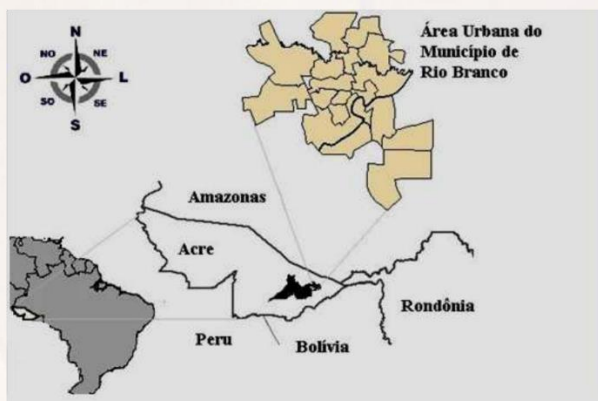 N
NO
NE
O
L
SO
SE
S
Área Urbana do
Município de
Rio Branco
Amazonas
Acre
Rondônia
Peru
Bolívia